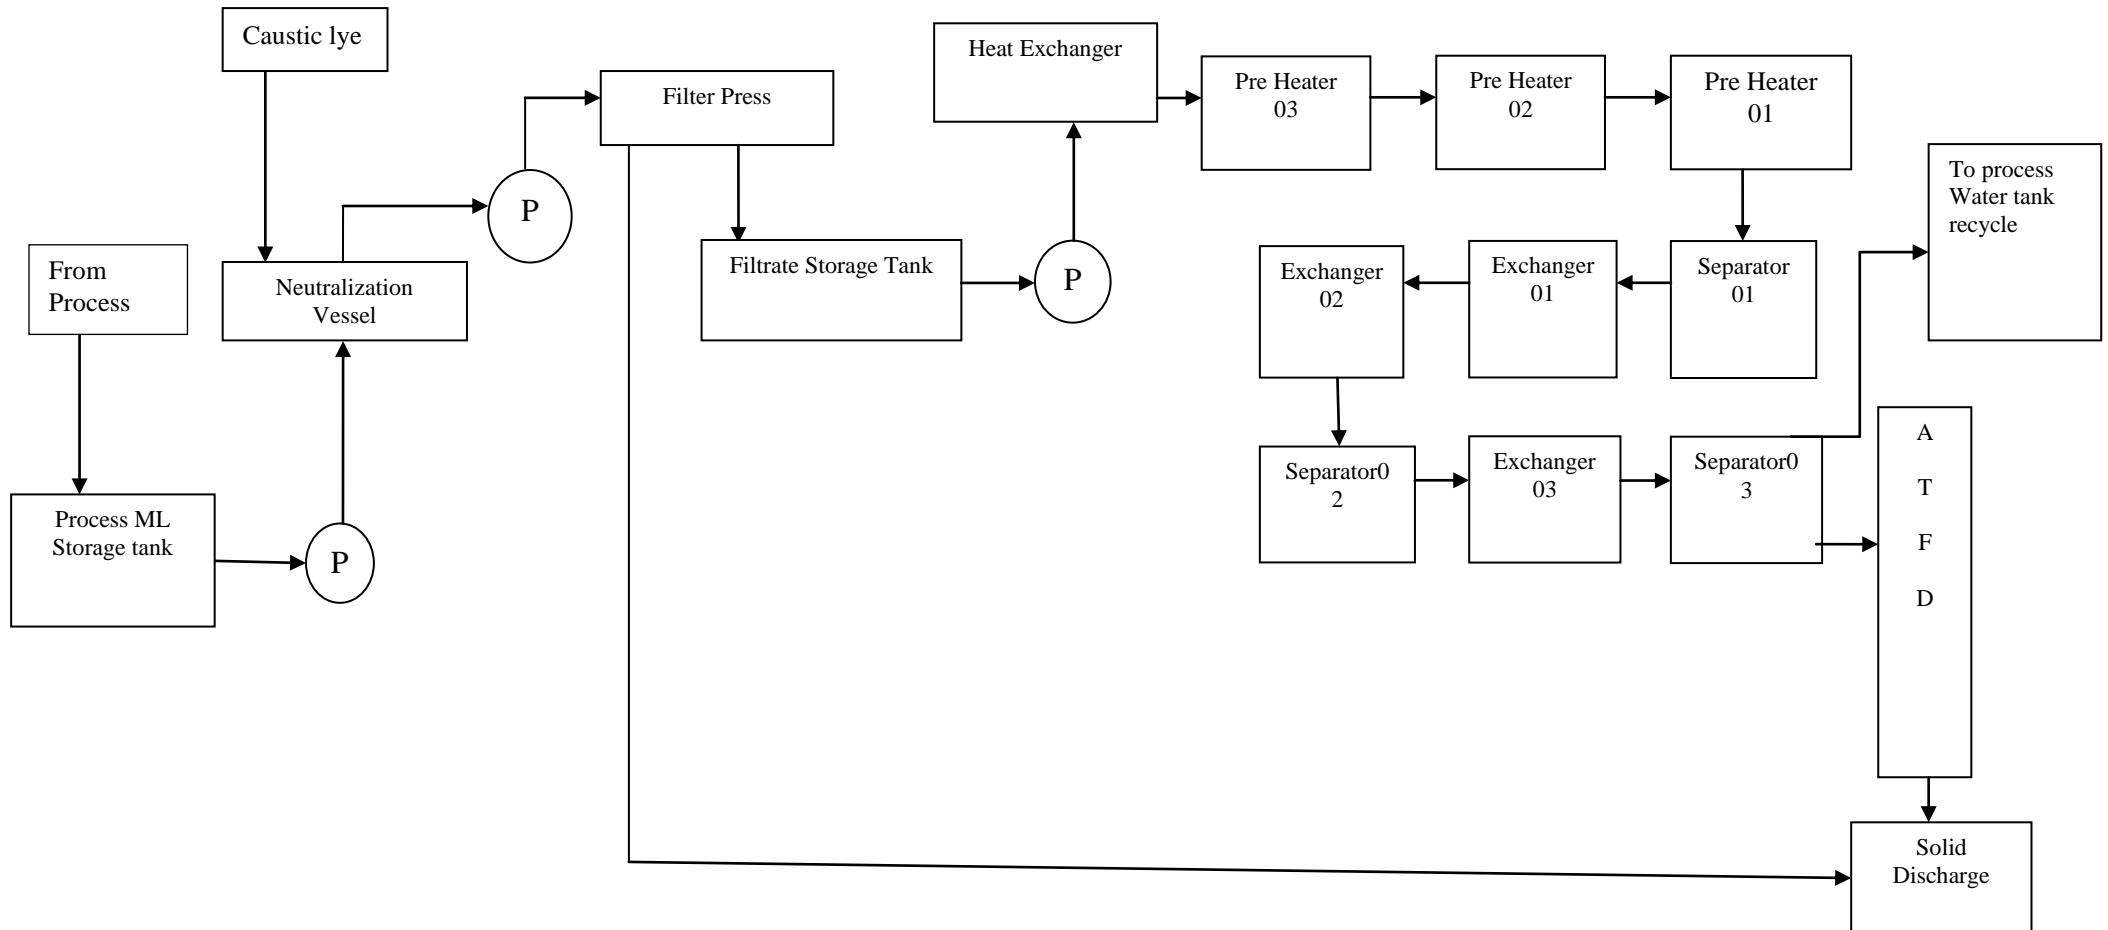 Caustic lye
From
Process
Neutralization
Vessel
Process ML
Storage tank
P
P
Filter Press
Filtrate Storage Tank
P
Heat Exchanger
Pre Heater
03
Pre Heater
02
Pre Heater
01
Separator
01
Exchanger
01
Exchanger
02
Separator0
2
Exchanger
03
Separator0
3
To process
Water tank
recycle
A
T
F
D
Solid
Discharge